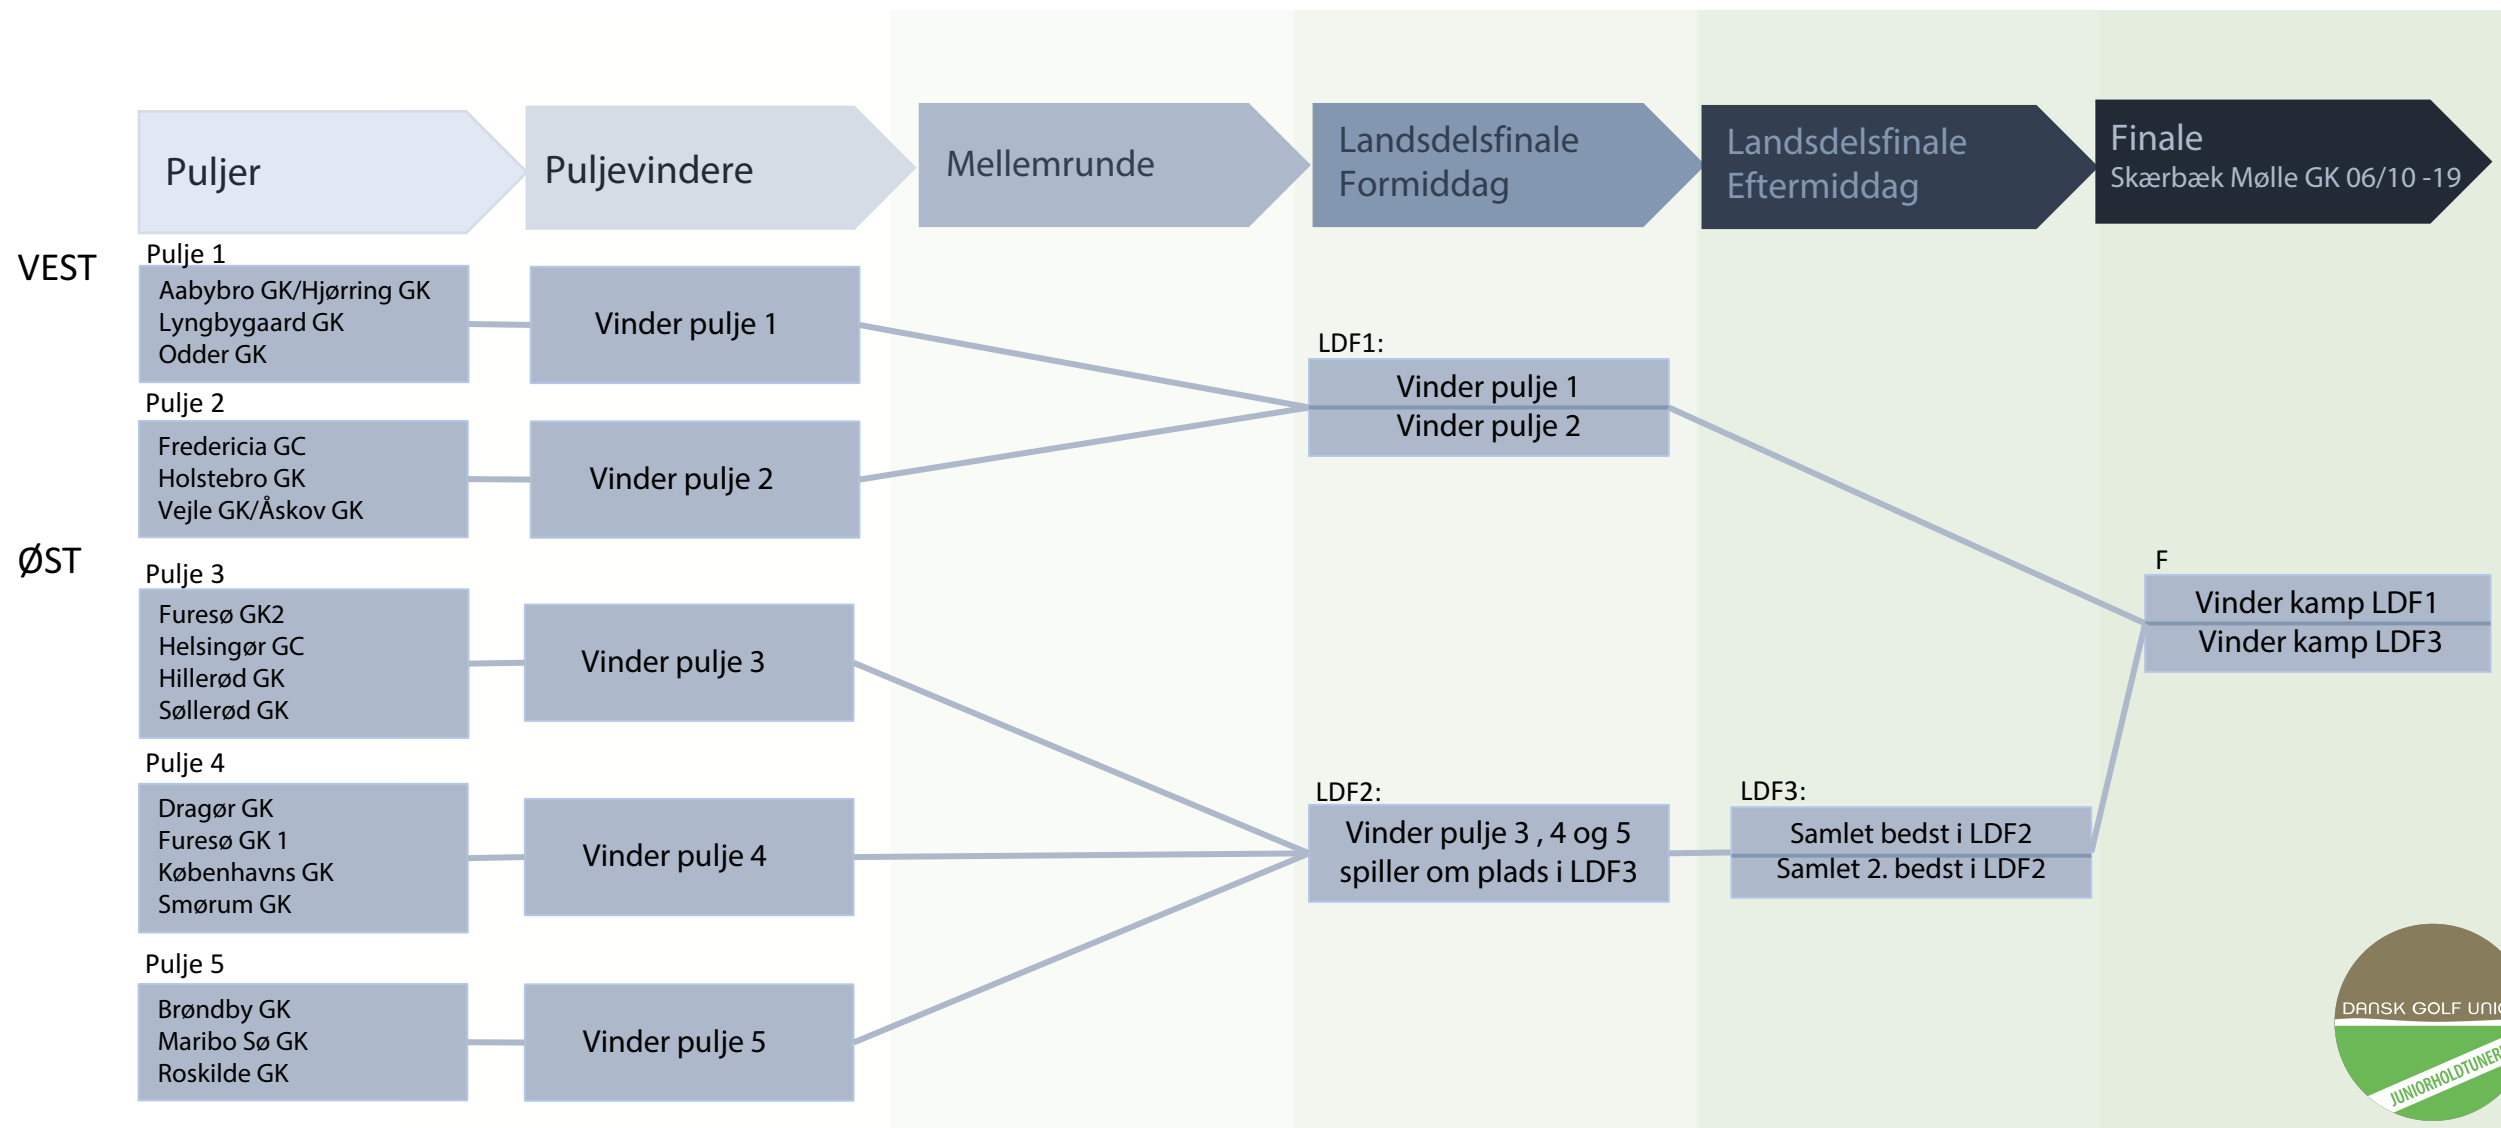 Puljer
Puljevindere
Mellemrunde
Landsdelsfinale
Formiddag
Landsdelsfinale
Eftermiddag
Finale
Skærbæk Mølle GK 06/10 -19
VEST
Pulje 1
Aabybro GK/Hjørring GK
Lyngbygaard GK
Odder GK
Vinder pulje 1
Pulje 2
Fredericia GC
Holstebro GK
Vejle GK/Åskov GK
Vinder pulje 2
LDF1:
Vinder pulje 1
Vinder pulje 2
ØST
Pulje 3
Furesø GK2
Helsingør GC
Hillerød GK
Søllerød GK
Vinder pulje 3
Pulje 4
Dragør GK
Furesø GK 1
Københavns GK
Smørum GK
Vinder pulje 4
Pulje 5
Brøndby GK
Maribo Sø GK
Roskilde GK
Vinder pulje 5
LDF2:
Vinder pulje 3 , 4 og 5
spiller om plads i LDF3
LDF3:
Samlet bedst i LDF2
Samlet 2. bedst i LDF2
F
Vinder kamp LDF1
Vinder kamp LDF3
DANSK GOLF